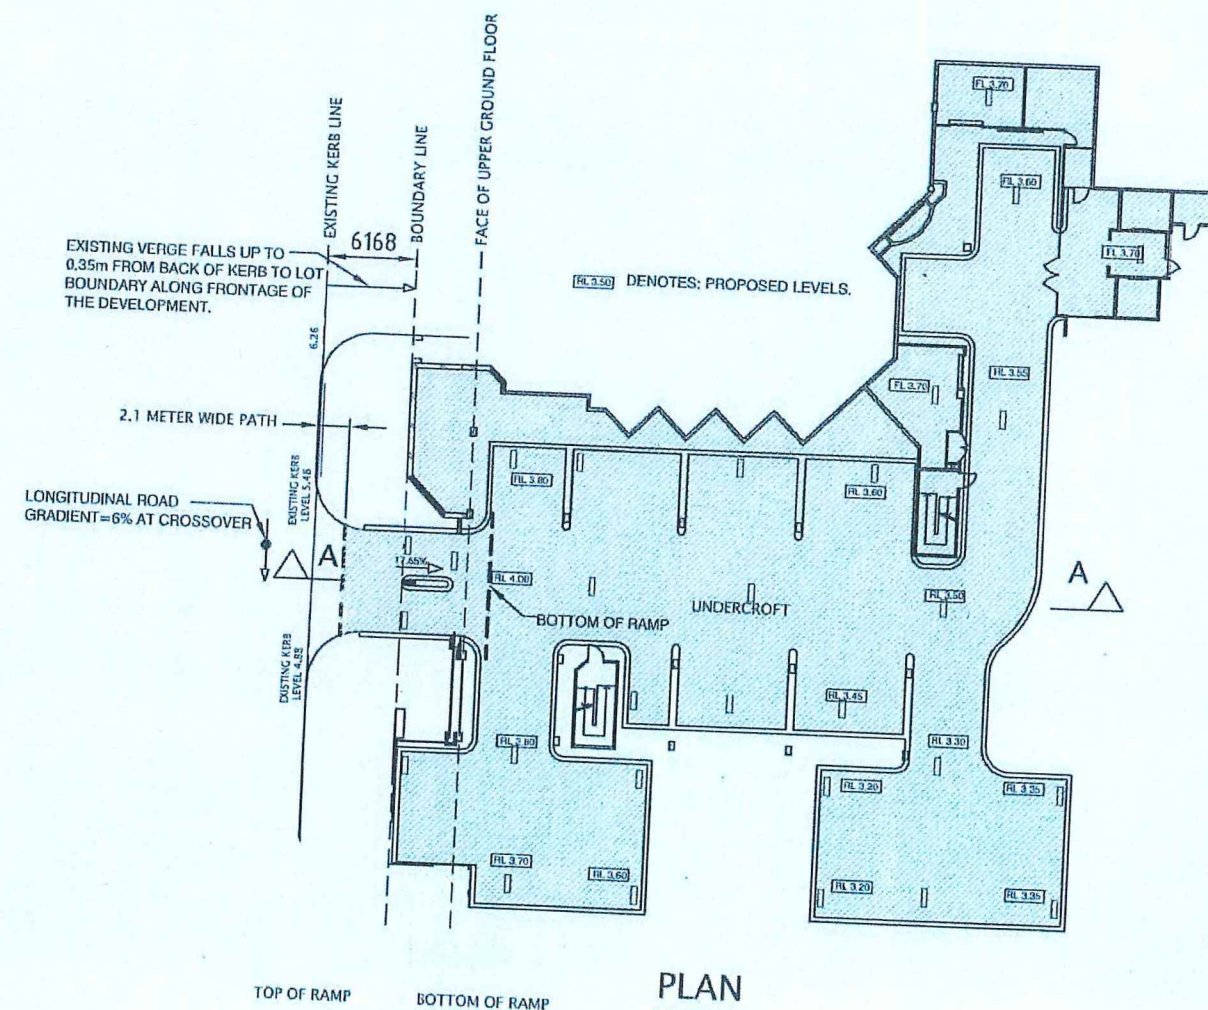 EXISTING KERB LINE
BOUNDARY LINE
FACE OF UPPER GROUND FLOOR
6168
EXISTING VERGE FALLS UP TO
0,35m FROM BACK OF KERB TO LOT
BOUNDARY ALONG FRONTAGE OF
THE DEVELOPMENT.
RL 3.50 DENOTES: PROPOSED LEVELS.
FL 3.70
RL 3.60
FL 3.70
6.26
RL 3.55
FL 3.70
2.1 METER WIDE PATH
EXISTING KERB
LEVEL 5.46
RL 3.80
RL 3.60
LONGITUDINAL ROAD
GRADIENT=6% AT CROSSOVER
A
17.65%
RL 4.00
BOTTOM OF RAMP
UNDERCROFT
RL 3.50
A
EXISTING KERB
LEVEL 4.88
RL 3.45
RL 3.80
RL 3.30
RL 3.20
RL 3.35
RL 3.70
RL 3.60
RL 3.20
RL 3.35
PLAN
TOP OF RAMP
BOTTOM OF RAMP